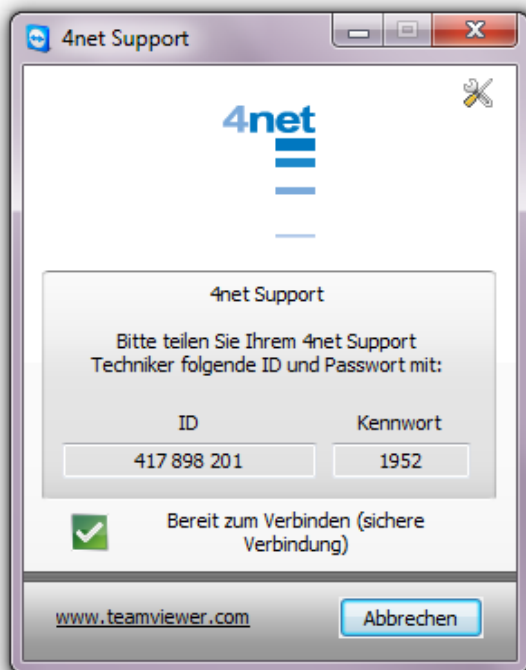 4net Support
4net
4net Support
Bitte teilen Sie Ihrem 4net Support
Techniker folgende ID und Passwort mit:
ID Kennwort
417 898 201 1952
Bereit zum Verbinden (sichere
Verbindung)
www.teamviewer.com Abbrechen